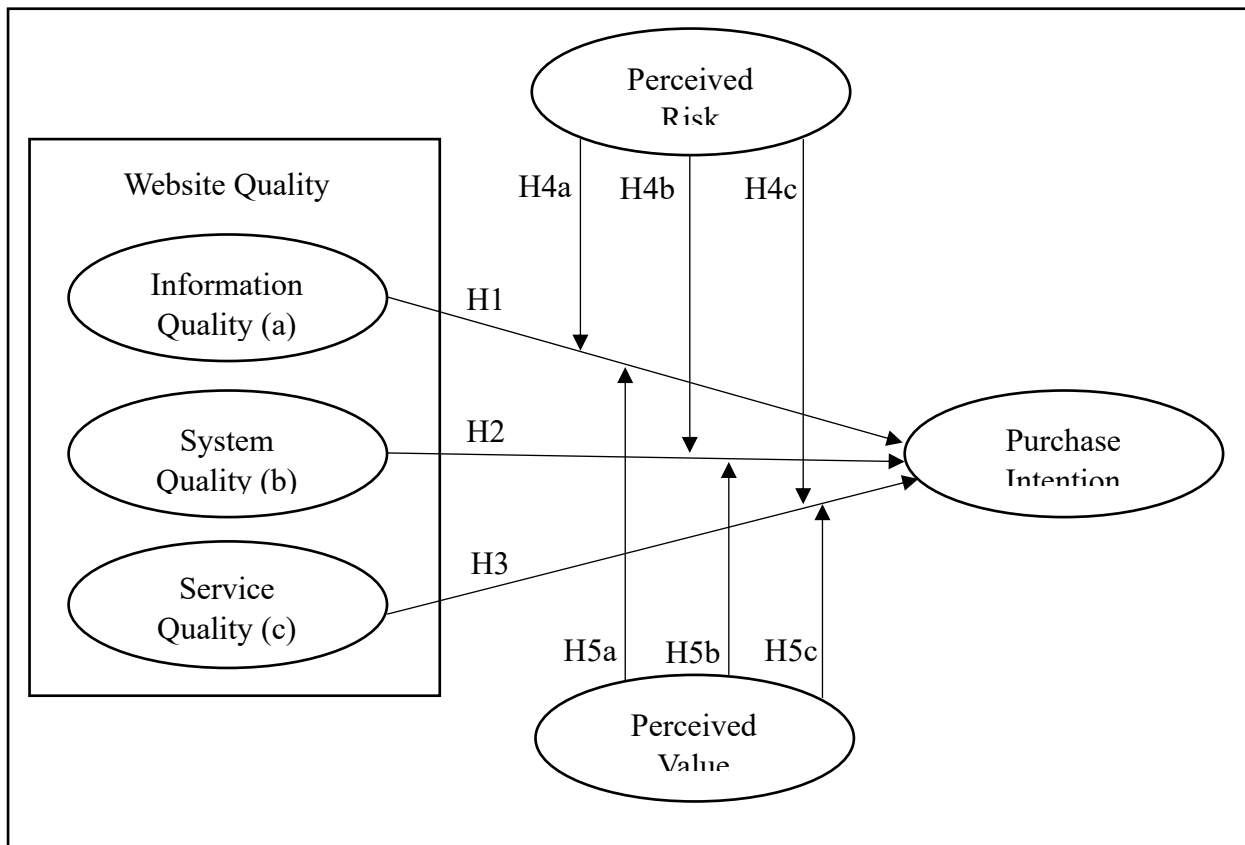 Perceived
Risk
H4a
H4b
H4c
Website Quality
Information
Quality (a)
H1
System
Quality (b)
H2
Purchase
Intention
Service
Quality (c)
H3
H5a
H5b
H5c
Perceived
Value